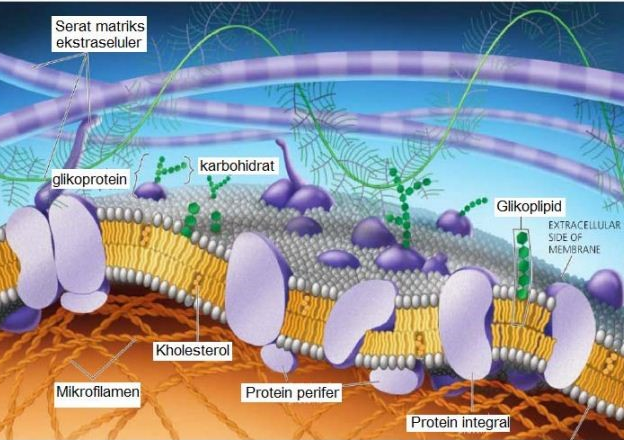 Serat matriks
ekstraseluler
glikoprotein
karbohidrat
Glikoplipid
EXTRACELLULAR
SIDE OF
MEMBRANE
Kholesterol
Mikrofilamen
Protein perifer
Protein integral